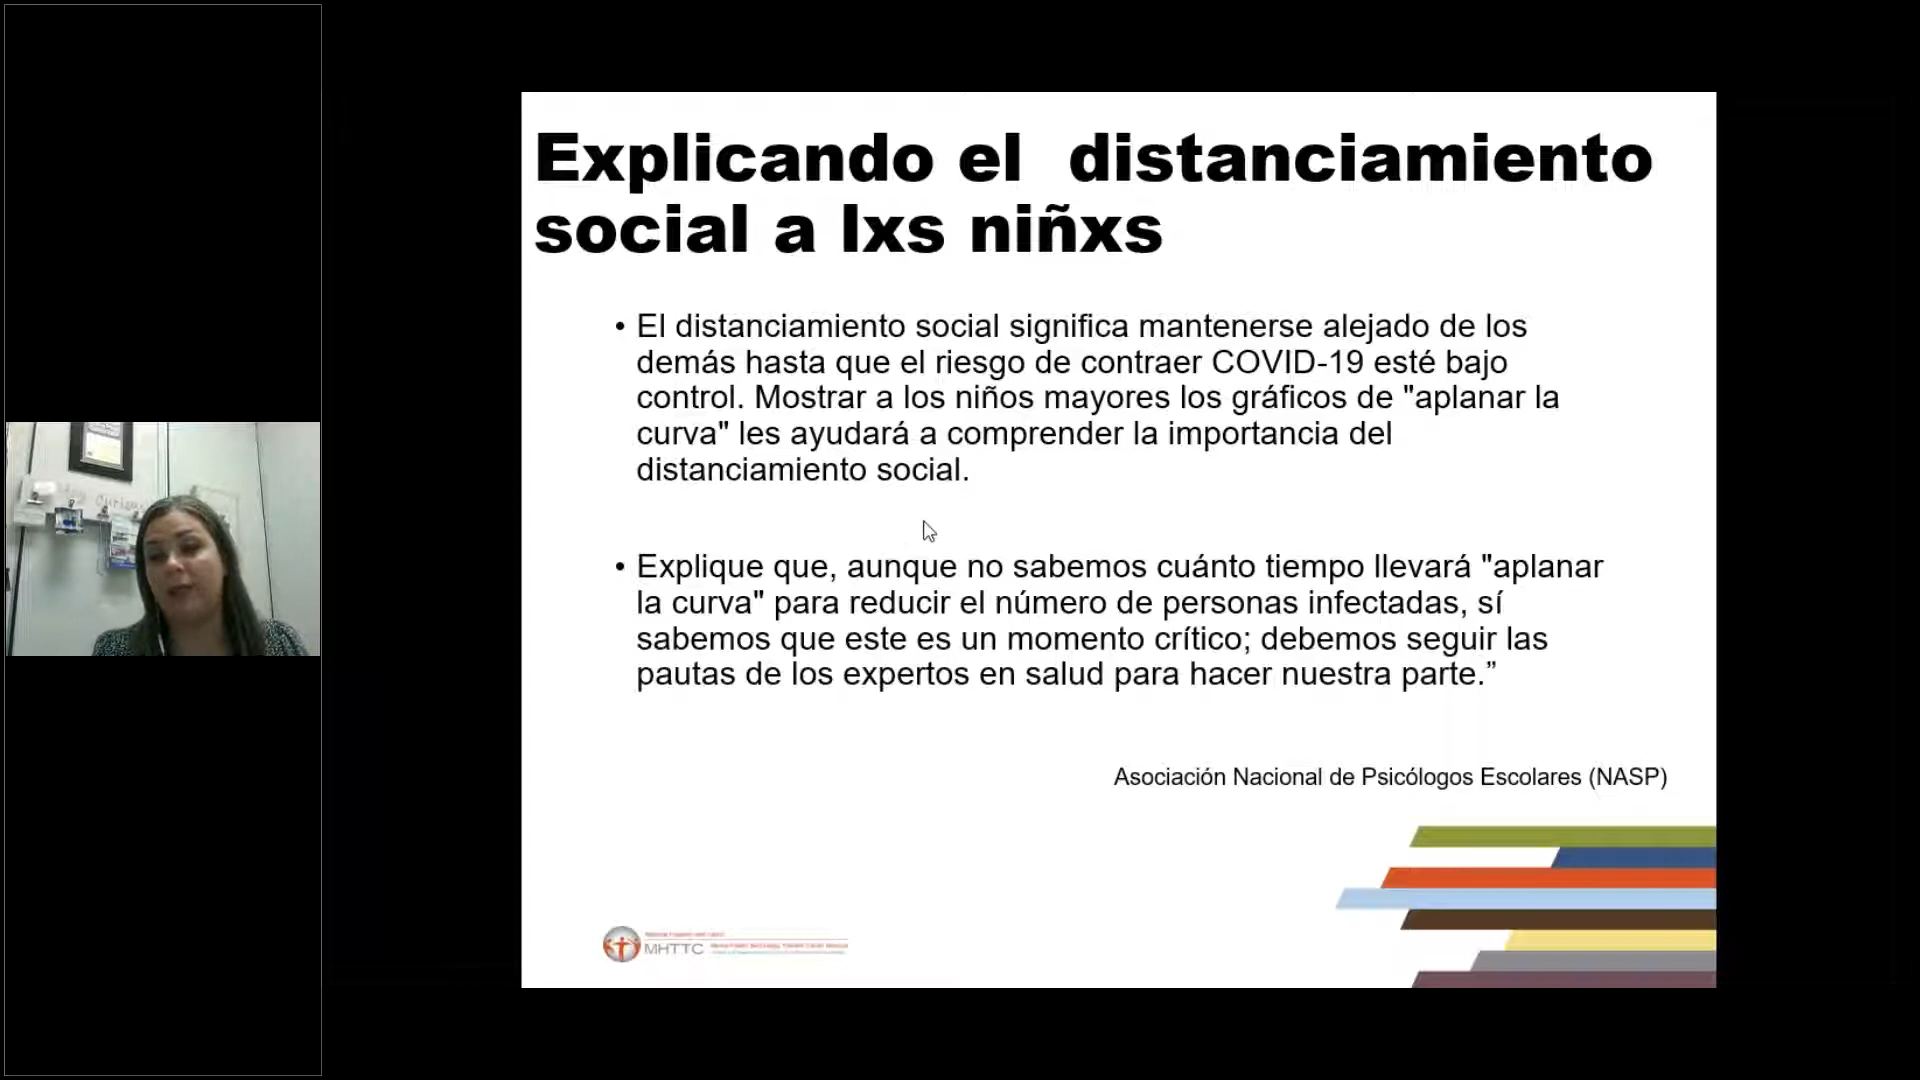 Explicando el  distanciamiento
social a lxs niñxs
• El distanciamiento social significa mantenerse alejado de los
demás hasta que el riesgo de contraer COVID-19 esté bajo
control. Mostrar a los niños mayores los gráficos de "aplanar la
curva" les ayudará a comprender la importancia del
distanciamiento social.
• Explique que, aunque no sabemos cuánto tiempo llevará "aplanar
la curva" para reducir el número de personas infectadas, sí
sabemos que este es un momento crítico; debemos seguir las
pautas de los expertos en salud para hacer nuestra parte.”
Asociación Nacional de Psicólogos Escolares (NASP)
MHTTC